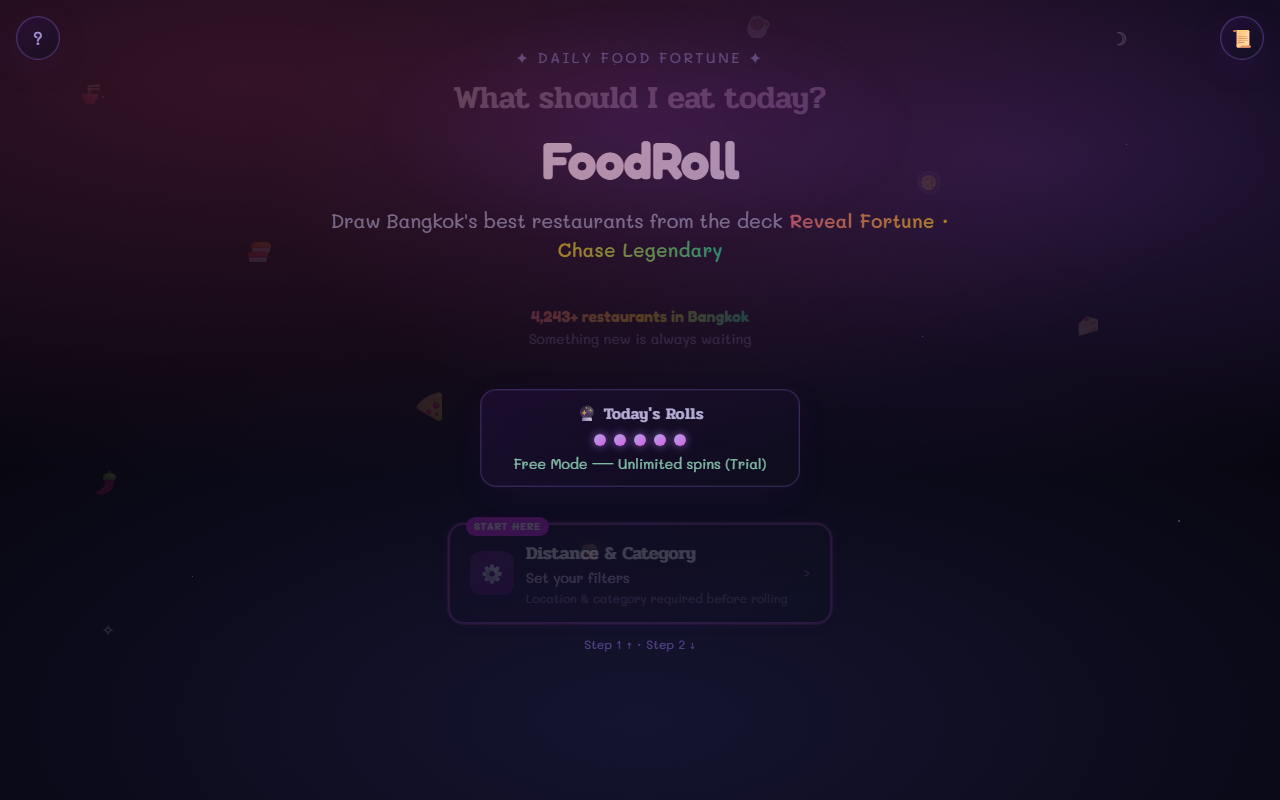 ?
✦ DAILY FOOD FORTUNE ✦
What should I eat today?
FoodRoll
Draw Bangkok's best restaurants from the deck Reveal Fortune ·
Chase Legendary
4,243+ restaurants in Bangkok
Something new is always waiting
Today's Rolls
Free Mode — Unlimited spins (Trial)
START HERE
Distance & Category
Set your filters
Location & category required before rolling
›
Step 1 ↑ · Step 2 ↓